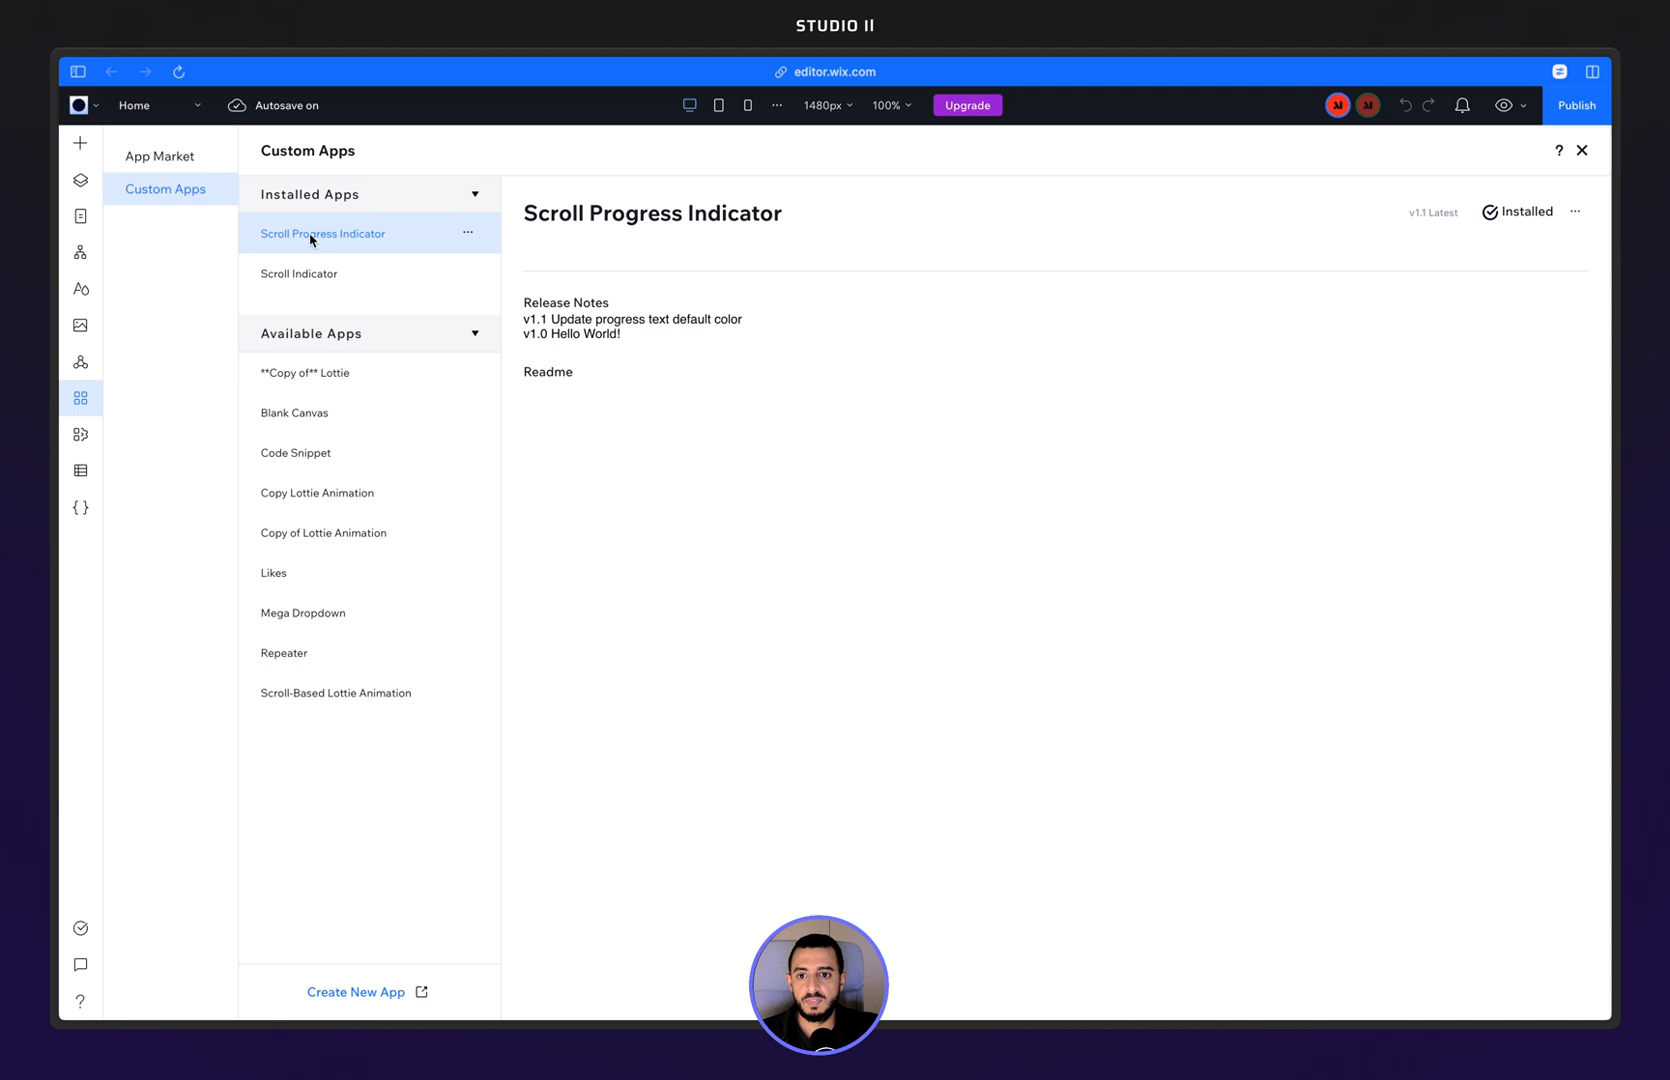 STUDIO II
editor.wix.com
Home
Autosave on
1480px
100%
Upgrade
Publish
App Market
Custom Apps
Custom Apps
?
Installed Apps
Scroll Progress Indicator
Scroll Indicator
Available Apps
**Copy of** Lottie
Blank Canvas
Code Snippet
Copy Lottie Animation
Copy of Lottie Animation
Likes
Mega Dropdown
Repeater
Scroll-Based Lottie Animation
Create New App
Scroll Progress Indicator
v1.1 Latest
Installed
Release Notes
v1.1 Update progress text default color
v1.0 Hello World!
Readme